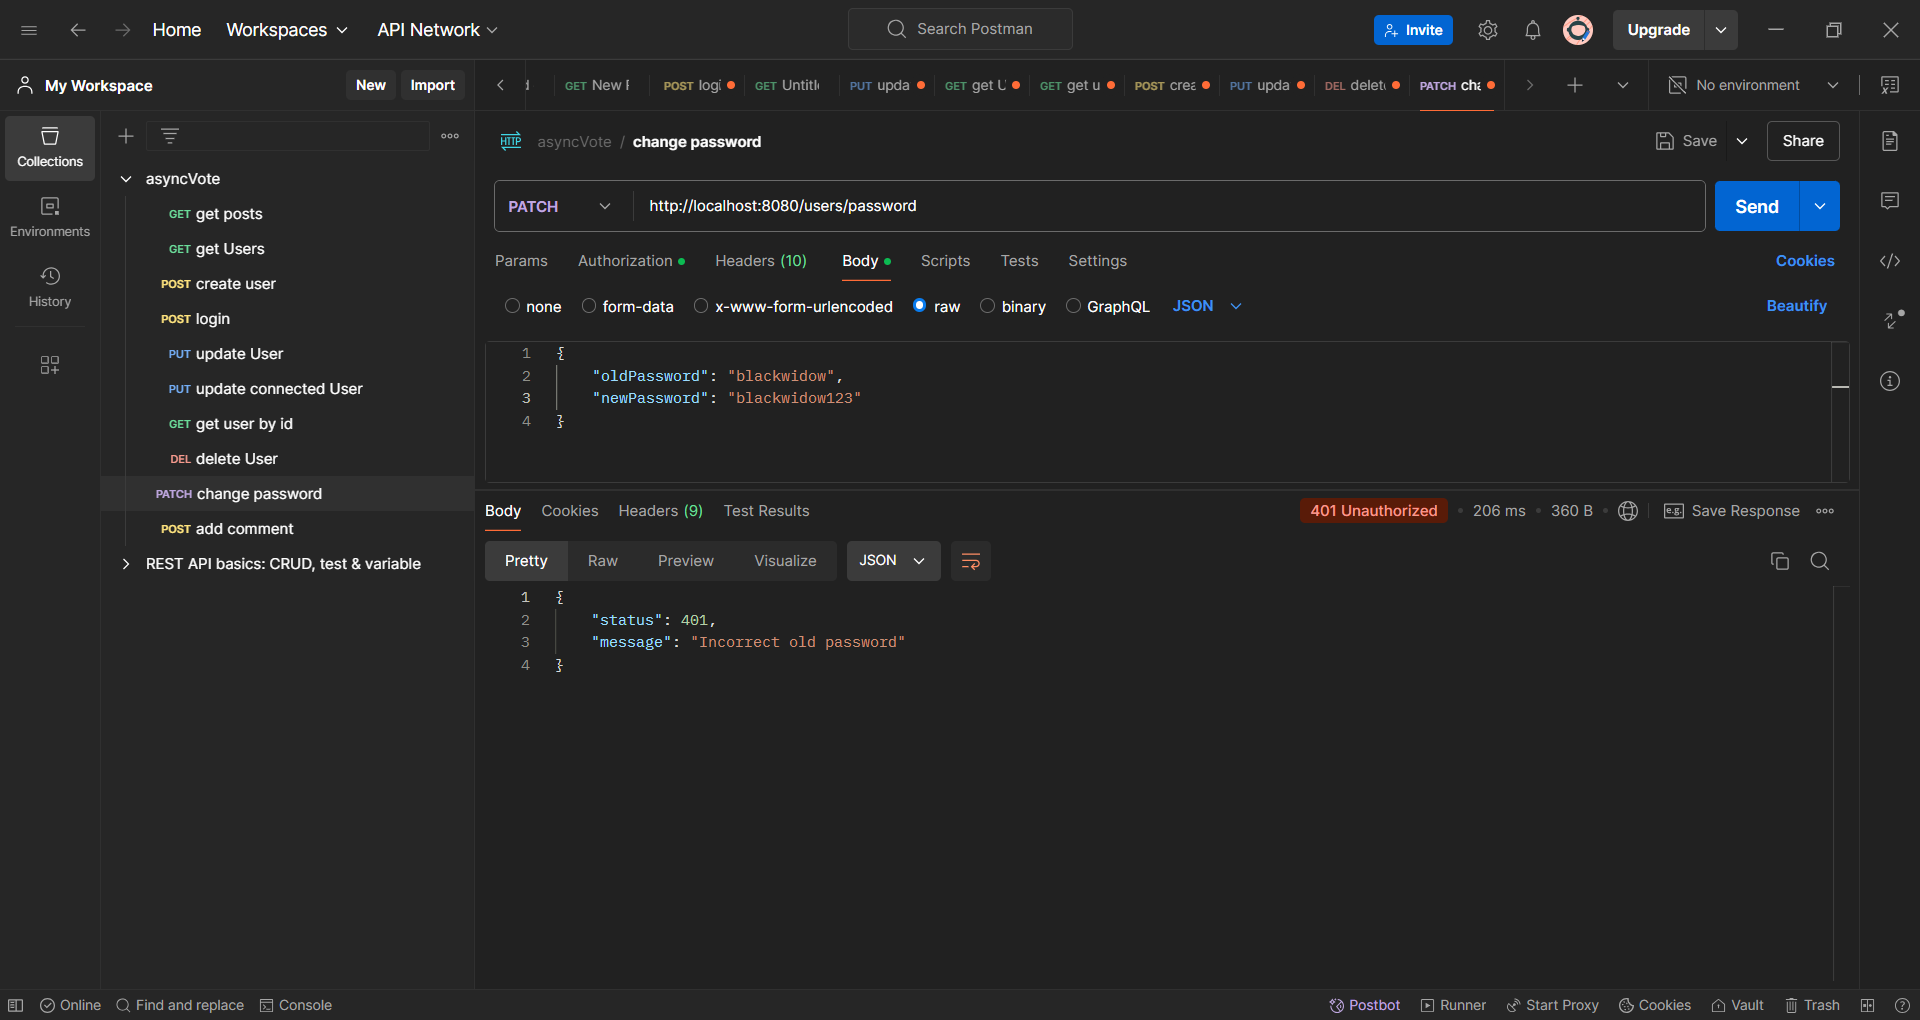 Home Workspaces API Network Search Postman Invite Upgrade
My Workspace New Import
GET New F POST logi GET Untitle PUT upda GET get U GET get u POST crea PUT upda DEL delet PATCH cha No environment
Collections
Environments
History
asyncVote
GET get posts
GET get Users
POST create user
POST login
PUT update User
PUT update connected User
GET get user by id
DEL delete User
PATCH change password
POST add comment
REST API basics: CRUD, test & variable
HTTP asyncVote / change password Save Share
PATCH http://localhost:8080/users/password Send
Params Authorization Headers (10) Body Scripts Tests Settings Cookies
none form-data x-www-form-urlencoded raw binary GraphQL JSON Beautify
1 {
2 "oldPassword": "blackwidow",
3 "newPassword": "blackwidow123"
4 }
Body Cookies Headers (9) Test Results 401 Unauthorized 206 ms 360 B e.g. Save Response
Pretty Raw Preview Visualize JSON
1 {
2 "status": 401,
3 "message": "Incorrect old password"
4 }
Online Find and replace Console Postbot Runner Start Proxy Cookies Vault Trash